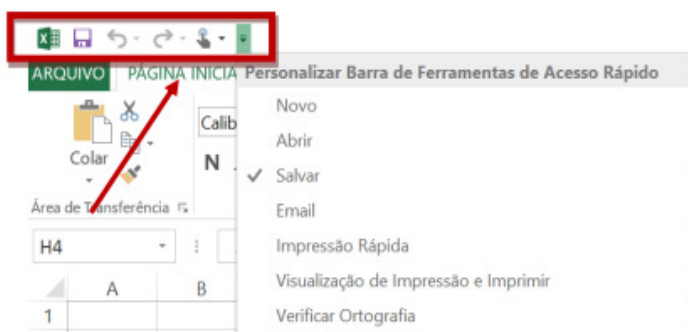 ARQUIVO PÁGINA INICIA
Personalizar Barra de Ferramentas de Acesso Rápido
Novo
Abrir
Salvar
Email
Impressão Rápida
Visualização de Impressão e Imprimir
Verificar Ortografia
Colar
Calib
N
Área de Transferência
H4
A B
1